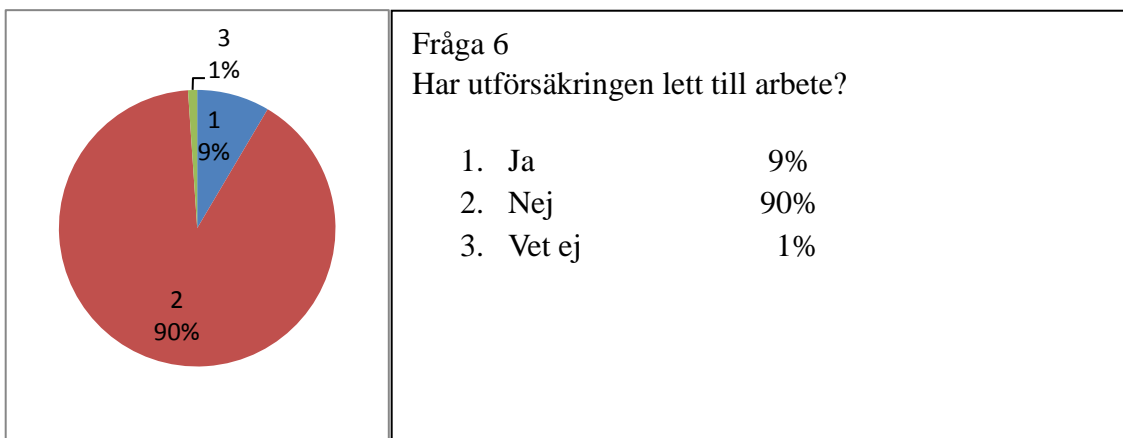 3
1%
1
9%
2
90%
Fråga 6
Har utförsäkringen lett till arbete?
1. Ja 9%
2. Nej 90%
3. Vet ej 1%